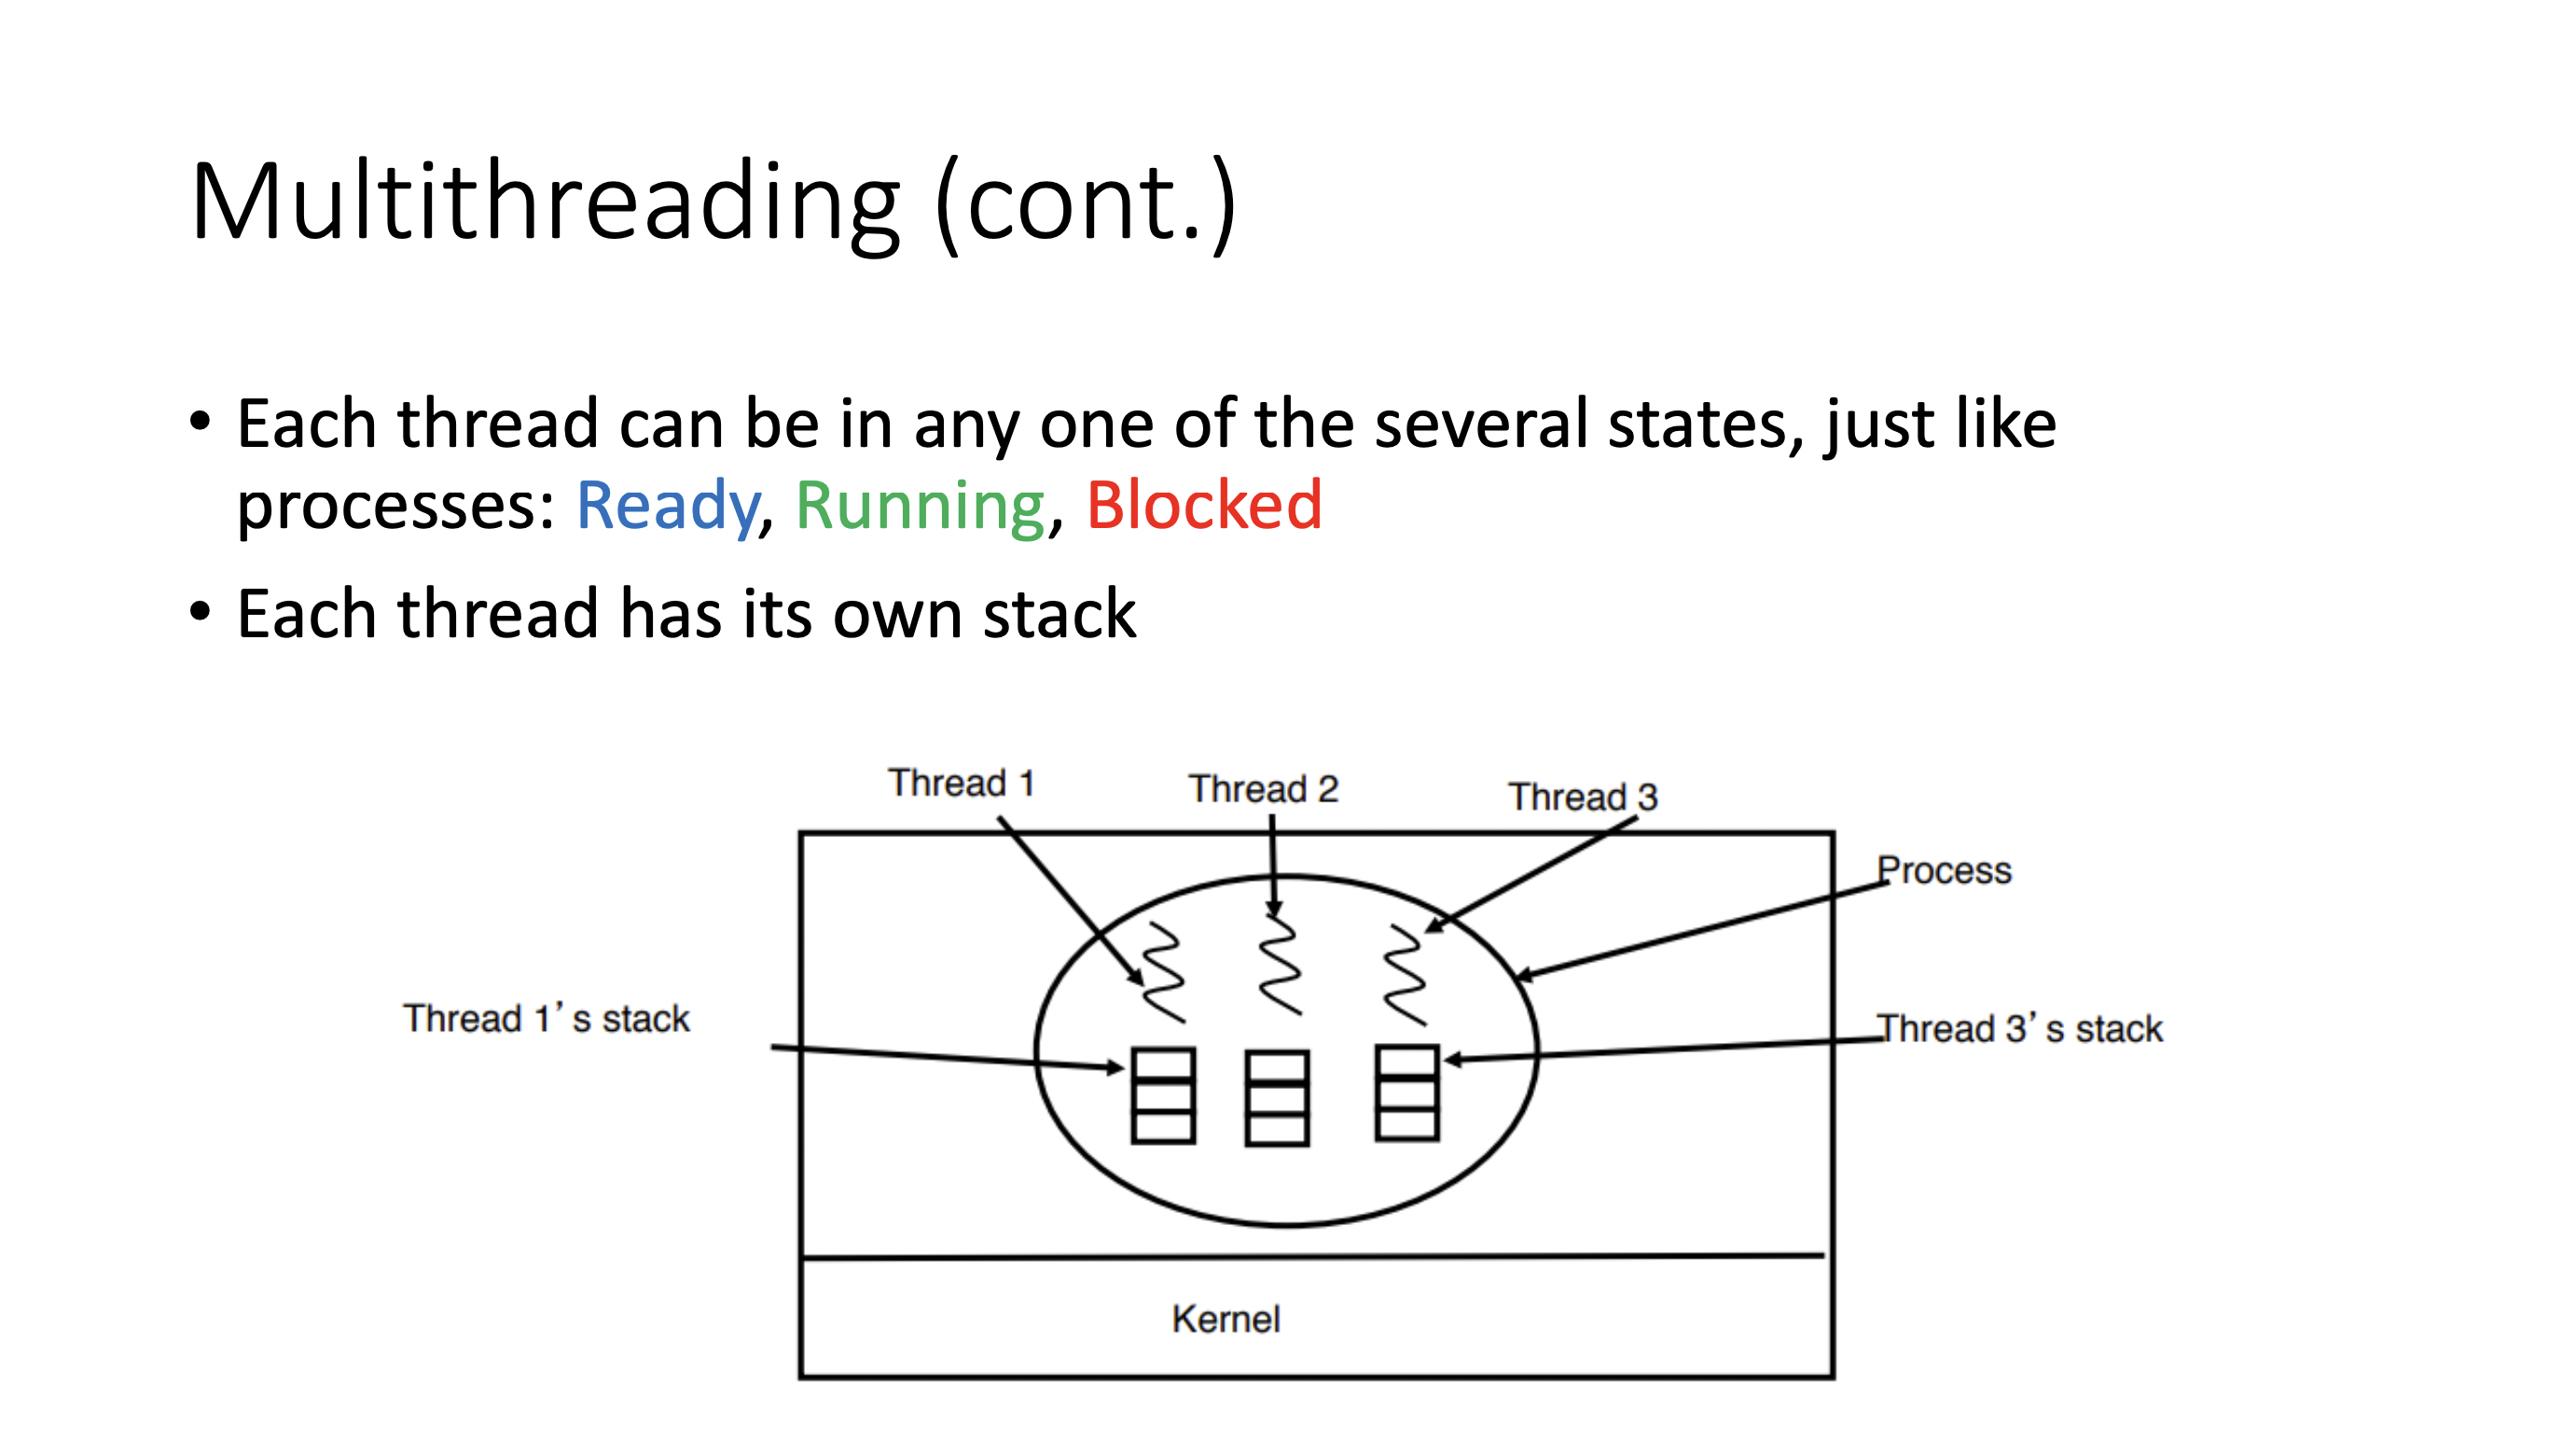 Multithreading (cont.)
• Each thread can be in any one of the several states, just like
processes: Ready, Running, Blocked
• Each thread has its own stack
Thread 1
Thread 2
Thread 3
Process
Thread 1's stack
Thread 3's stack
Kernel